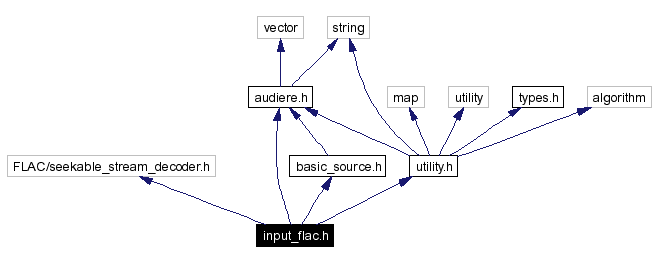 vector
string
audiere.h
map
utility
types.h
algorithm
FLAC/seekable_stream_decoder.h
basic_source.h
utility.h
input_flac.h